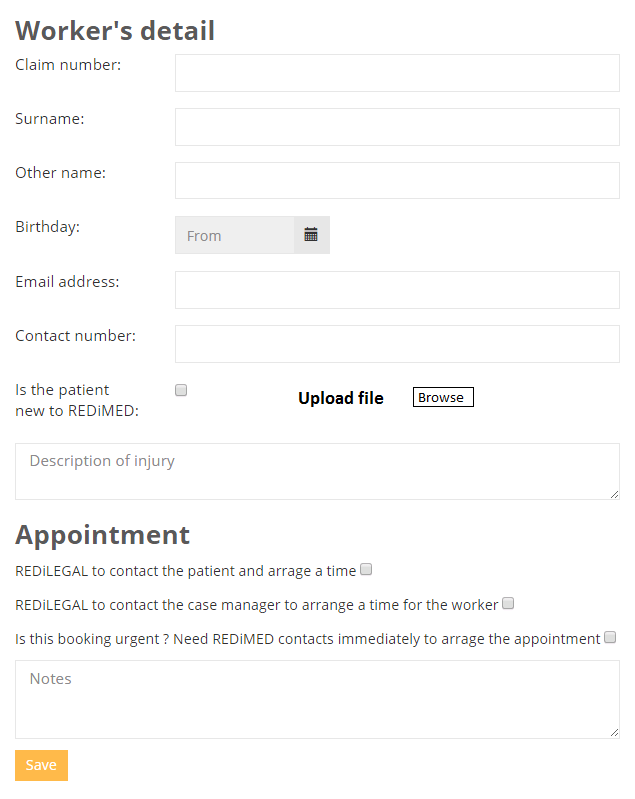 Worker's detail
Claim number:
Surname:
Other name:
Birthday:
From
Email address:
Contact number:
Is the patient
new to REDiMED:
Upload file
Browse
Description of injury
Appointment
REDiLEGAL to contact the patient and arrage a time
REDiLEGAL to contact the case manager to arrange a time for the worker
Is this booking urgent ? Need REDiMED contacts immediately to arrage the appointment
Notes
Save